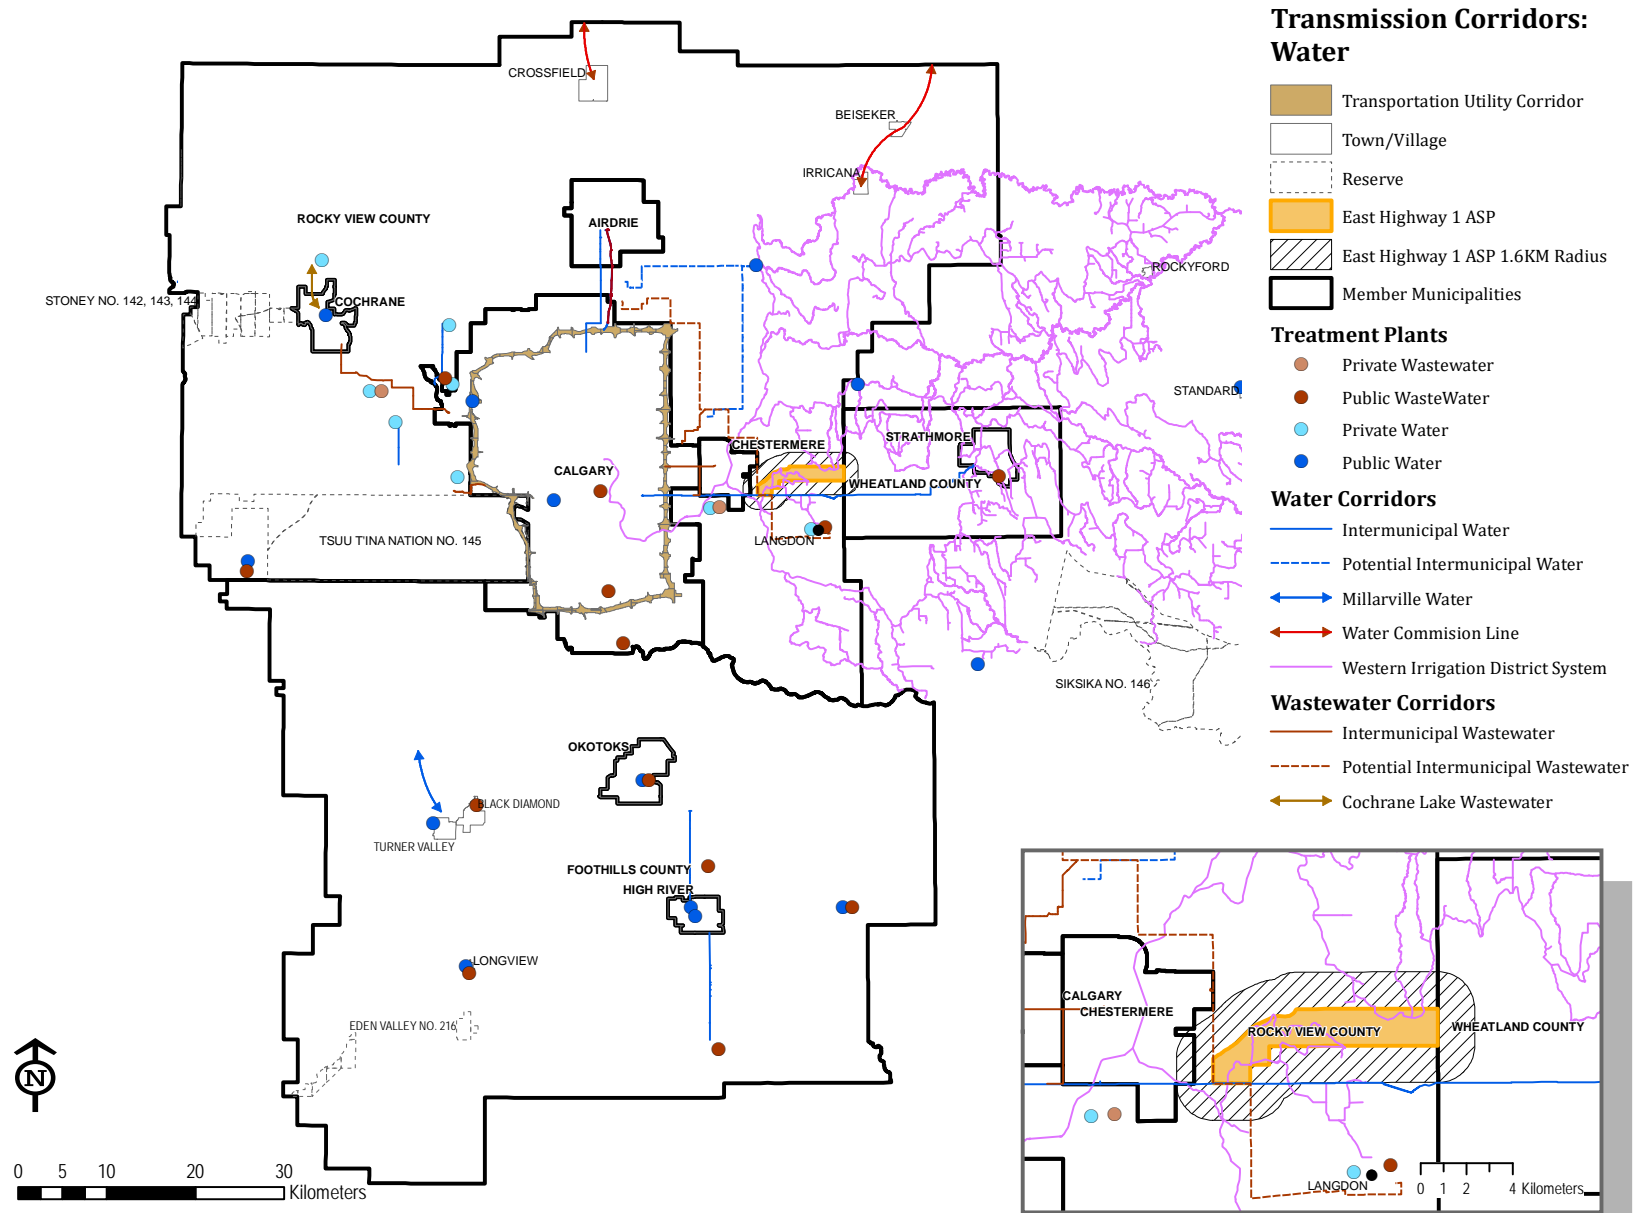 Transmission Corridors:
Water
Transportation Utility Corridor
Town/Village
Reserve
East Highway 1 ASP
East Highway 1 ASP 1.6KM Radius
Member Municipalities
Treatment Plants
Private Wastewater
Public WasteWater
Private Water
Public Water
Water Corridors
Intermunicipal Water
Potential Intermunicipal Water
Millarville Water
Water Commision Line
Western Irrigation District System
Wastewater Corridors
Intermunicipal Wastewater
Potential Intermunicipal Wastewater
Cochrane Lake Wastewater
CROSSFIELD
BEISEKER
IRRICANA
ROCKY VIEW COUNTY
AIRDRIE
ROCKYFORD
STONEY NO. 142, 143, 144
COCHRANE
STANDARD
CHESTERMERE
STRATHMORE
CALGARY
WHEATLAND COUNTY
TSUU T'INA NATION NO. 145
LANGDON
SIKSIKA NO. 146
OKOTOKS
BLACK DIAMOND
TURNER VALLEY
FOOTHILLS COUNTY
HIGH RIVER
LONGVIEW
EDEN VALLEY NO. 216
N
0 5 10 20 30
Kilometers
CALGARY
CHESTERMERE
ROCKY VIEW COUNTY
WHEATLAND COUNTY
LANGDON
0 1 2 4 Kilometers